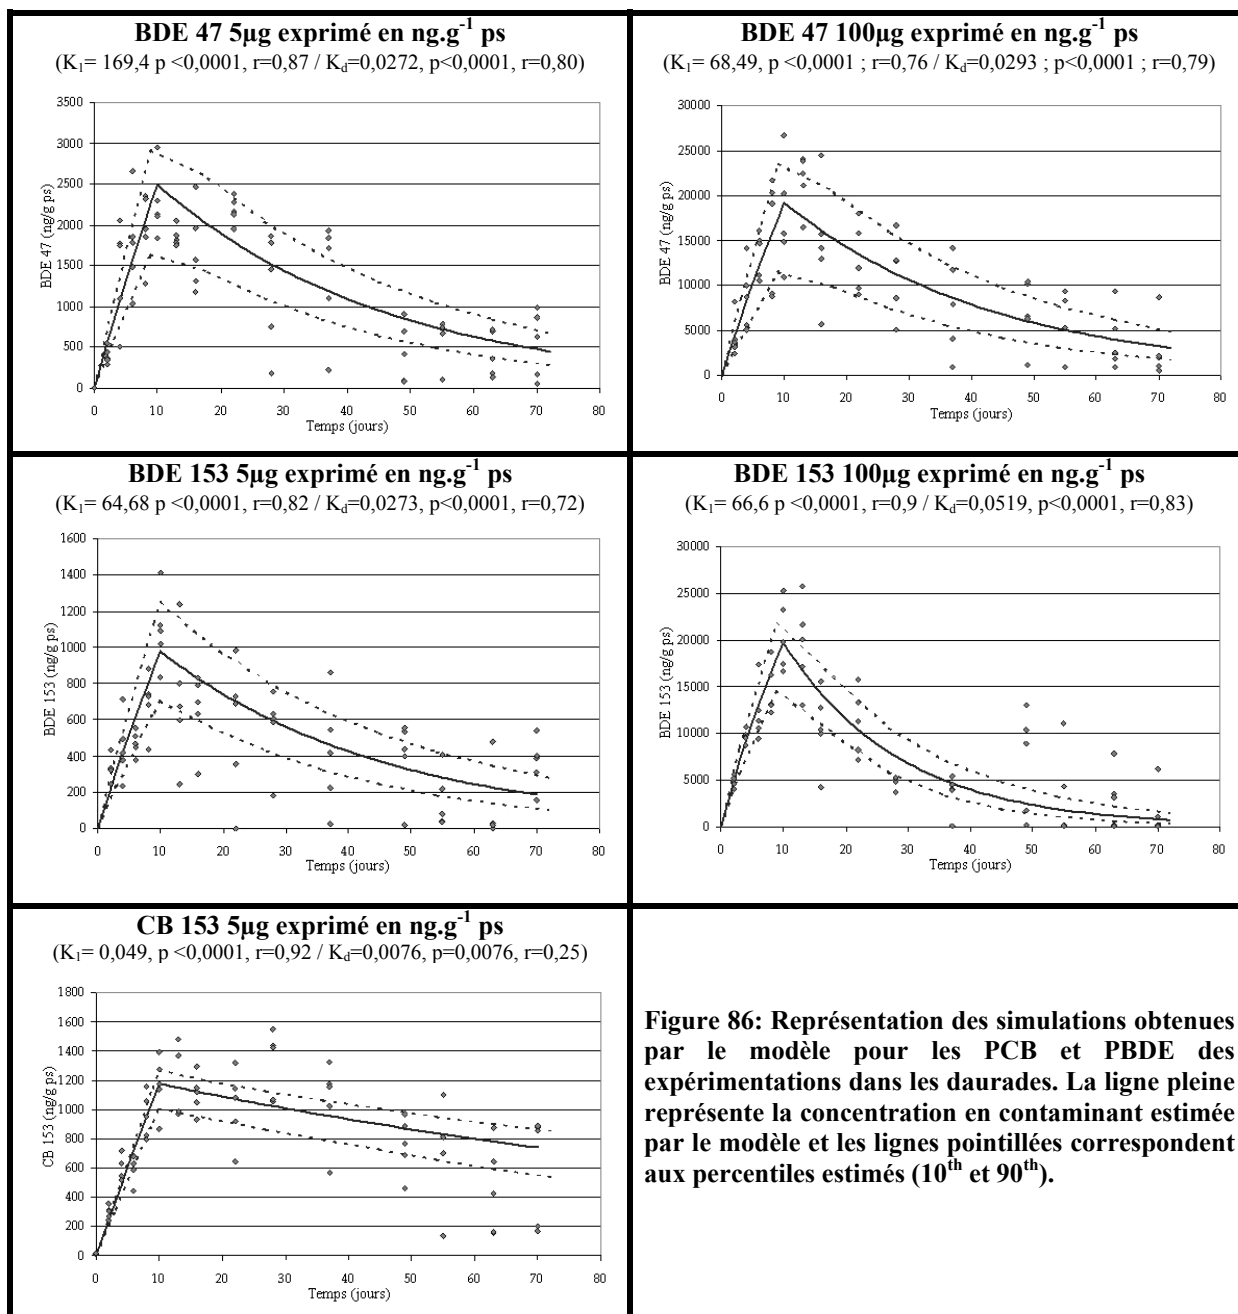 BDE 47 5µg exprimé en ng.g-1 ps
(K1= 169,4 p <0,0001, r=0,87 / Kd=0,0272, p<0,0001, r=0,80)
3500
3000
2500
2000
1500
1000
500
0
BDE 47 (ng/g ps)
0 10 20 30 40 50 60 70 80
Temps (jours)
BDE 47 100µg exprimé en ng.g-1 ps
(K1= 68,49, p <0,0001 ; r=0,76 / Kd=0,0293 ; p<0,0001 ; r=0,79)
30000
25000
20000
15000
10000
5000
0
BDE 47 (ng/g ps)
0 10 20 30 40 50 60 70 80
Temps (jours)
BDE 153 5µg exprimé en ng.g-1 ps
(K1= 64,68 p <0,0001, r=0,82 / Kd=0,0273, p<0,0001, r=0,72)
1600
1400
1200
1000
800
600
400
200
0
BDE 153 (ng/g ps)
0 10 20 30 40 50 60 70 80
Temps (jours)
BDE 153 100µg exprimé en ng.g-1 ps
(K1= 66,6 p <0,0001, r=0,9 / Kd=0,0519, p<0,0001, r=0,83)
30000
25000
20000
15000
10000
5000
0
BDE 153 (ng/g ps)
0 10 20 30 40 50 60 70 80
Temps (jours)
CB 153 5µg exprimé en ng.g-1 ps
(K1= 0,049, p <0,0001, r=0,92 / Kd=0,0076, p=0,0076, r=0,25)
1800
1600
1400
1200
1000
800
600
400
200
0
CB 153 (ng/g ps)
0 10 20 30 40 50 60 70 80
Temps (jours)
Figure 86: Représentation des simulations obtenues
par le modèle pour les PCB et PBDE des
expérimentations dans les daurades. La ligne pleine
représente la concentration en contaminant estimée
par le modèle et les lignes pointillées correspondent
aux percentiles estimés (10th et 90th).